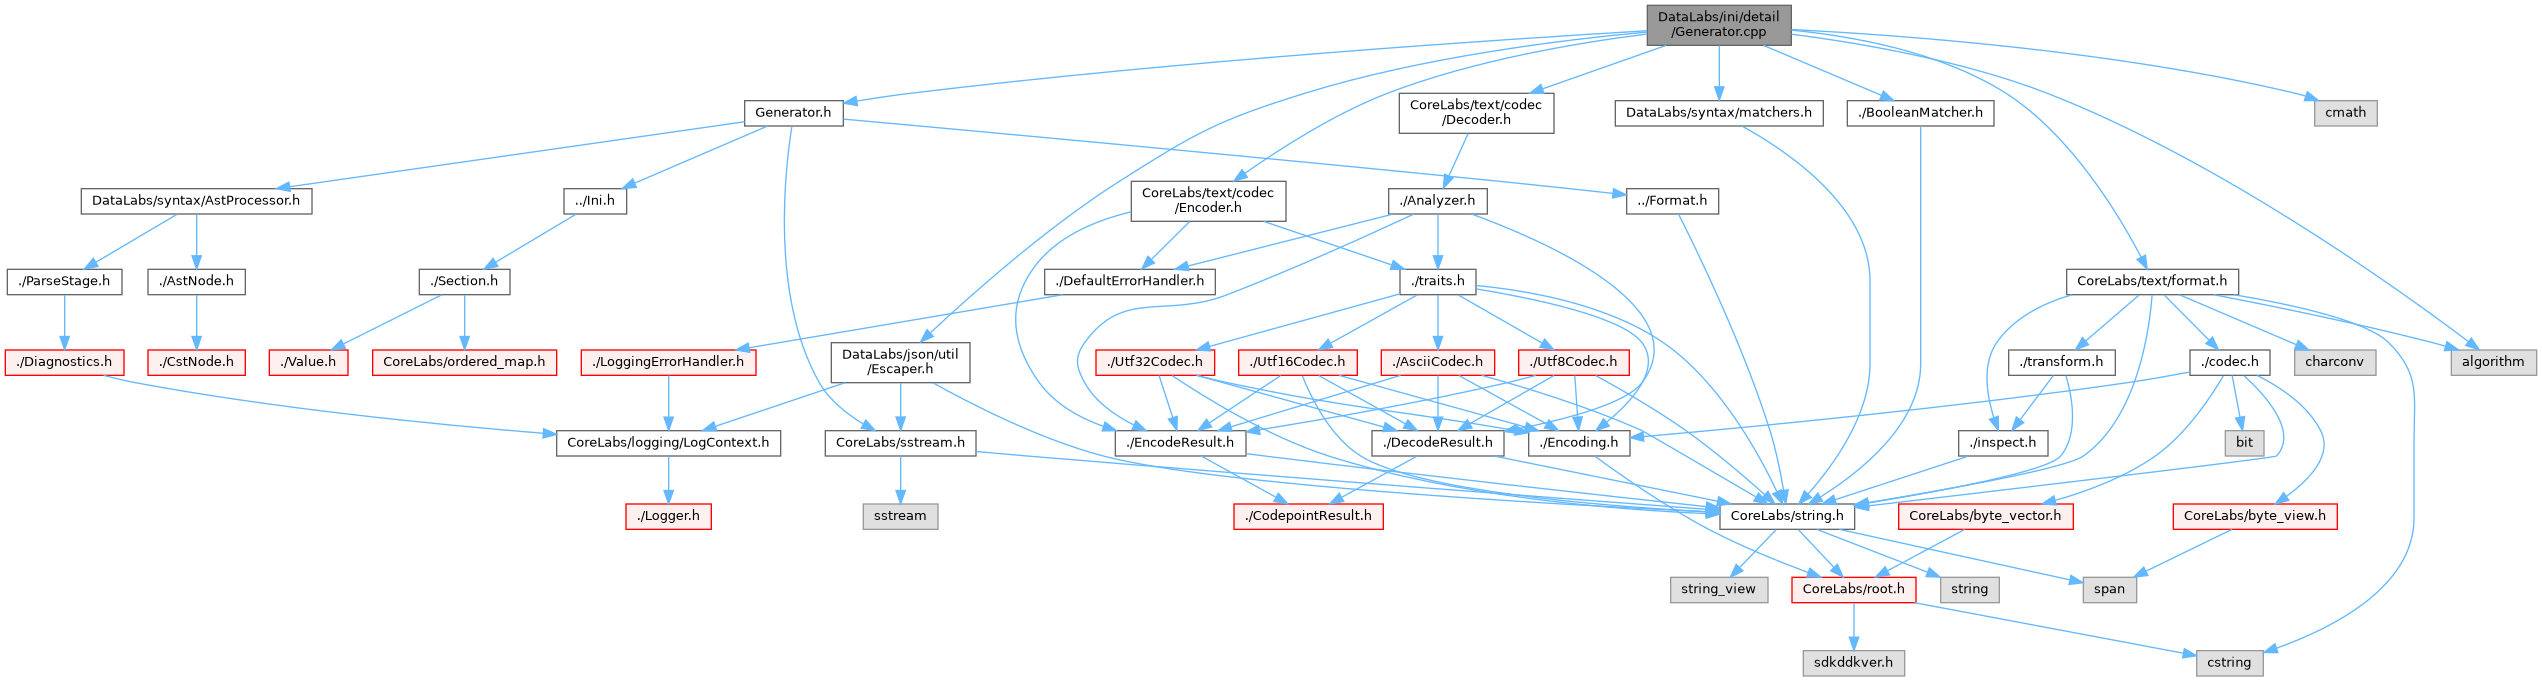 DataLabs/ini/detail
/Generator.cpp
Generator.h
CoreLabs/text/codec
/Decoder.h
DataLabs/syntax/matchers.h
./BooleanMatcher.h
cmath
DataLabs/syntax/AstProcessor.h
../Ini.h
CoreLabs/text/codec
/Encoder.h
./Analyzer.h
../Format.h
./ParseStage.h
./AstNode.h
./Section.h
./DefaultErrorHandler.h
./traits.h
CoreLabs/text/format.h
./Diagnostics.h
./CstNode.h
./Value.h
CoreLabs/ordered_map.h
./LoggingErrorHandler.h
DataLabs/json/util
/Escaper.h
./Utf32Codec.h
./Utf16Codec.h
./AsciiCodec.h
./Utf8Codec.h
./transform.h
./codec.h
charconv
algorithm
CoreLabs/logging/LogContext.h
CoreLabs/sstream.h
./EncodeResult.h
./DecodeResult.h
./Encoding.h
./inspect.h
bit
./Logger.h
sstream
./CodepointResult.h
CoreLabs/string.h
CoreLabs/byte_vector.h
CoreLabs/byte_view.h
string_view
CoreLabs/root.h
string
span
sdkddkver.h
cstring